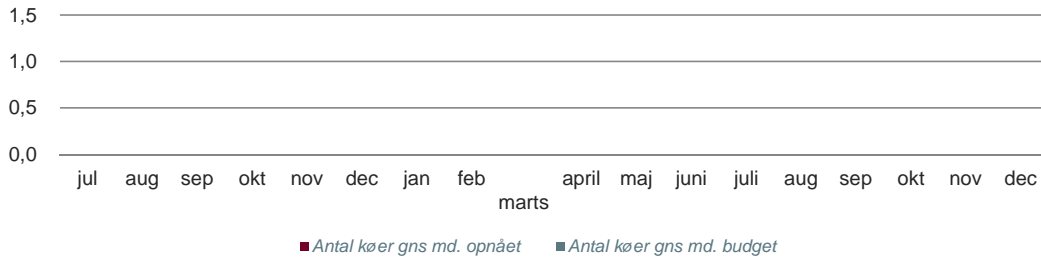 1,5
1,0
0,5
0,0
jul aug sep okt nov dec jan feb marts april maj juni juli aug sep okt nov dec
Antal køer gns md. opnået Antal køer gns md. budget